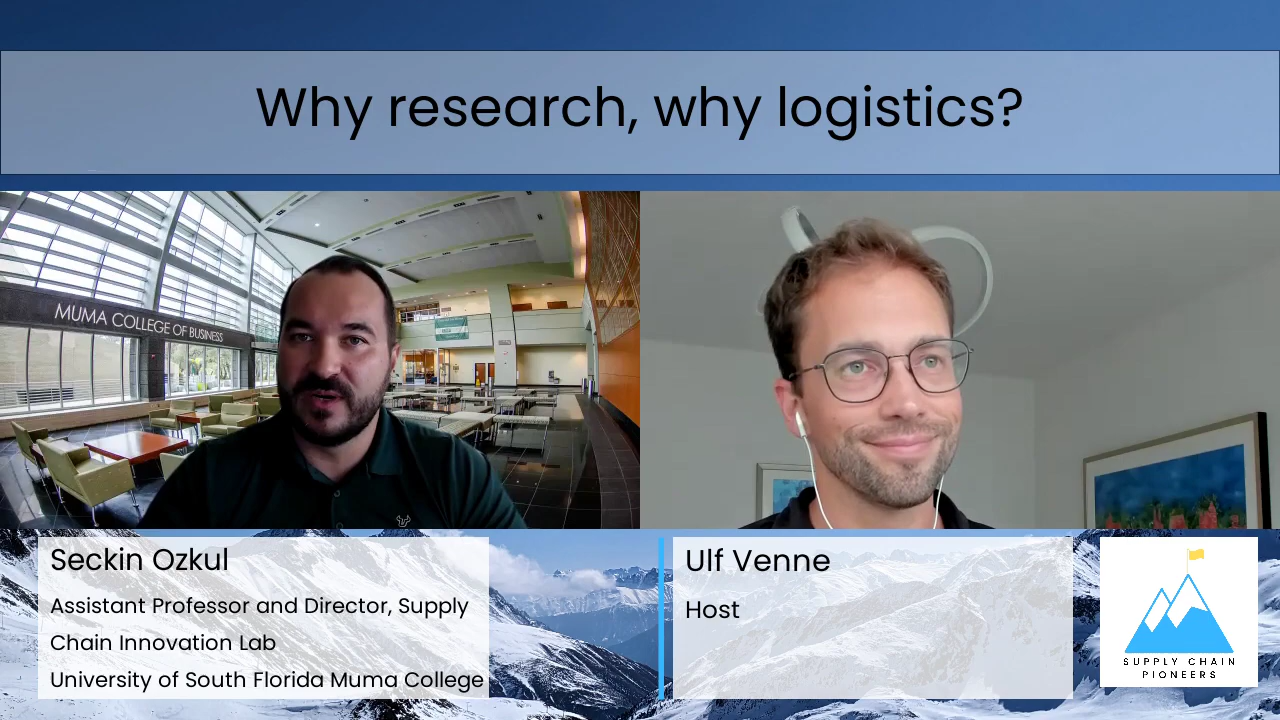 Why research, why logistics?
MUMA COLLEGE OF BUSINESS
Seckin Ozkul
Assistant Professor and Director, Supply
Chain Innovation Lab
University of South Florida Muma College
Ulf Venne
Host
SUPPLY CHAIN
PIONEERS